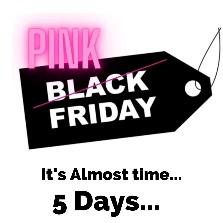 PINK
BLACK
FRIDAY
It's Almost time...
5 Days...